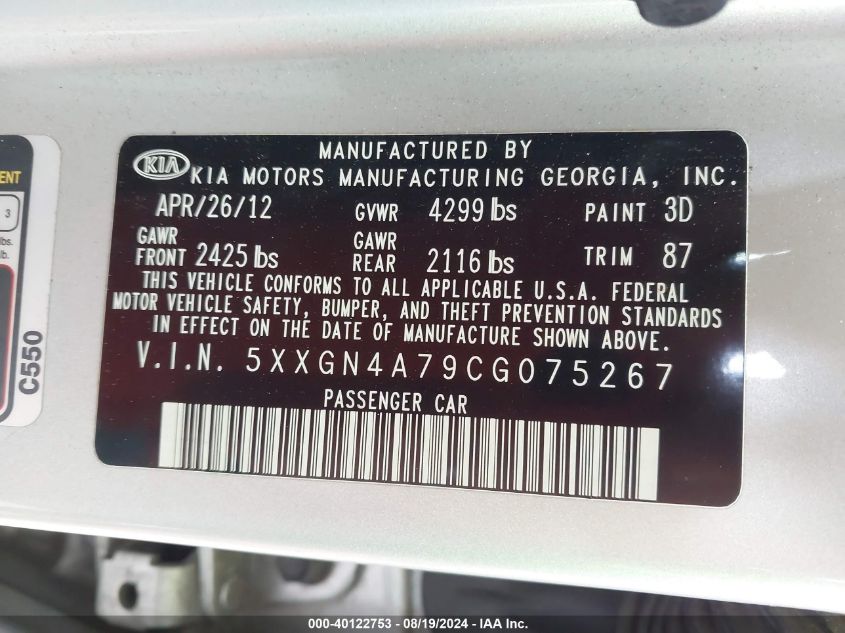 MANUFACTURED BY
KIA KIA MOTORS MANUFACTURING GEORGIA, INC.
APR/26/12 GVWR 4299 lbs PAINT 3D
GAWR FRONT 2425 lbs GAWR REAR 2116 lbs TRIM 87
THIS VEHICLE CONFORMS TO ALL APPLICABLE U.S.A. FEDERAL
MOTOR VEHICLE SAFETY, BUMPER, AND THEFT PREVENTION STANDARDS
IN EFFECT ON THE DATE OF MANUFACTURE SHOWN ABOVE.
V.I.N. 5XXGN4A79CG075267
PASSENGER CAR
3
lbs.
lb.
C550
000-40122753 - 08/19/2024 - IAA Inc.